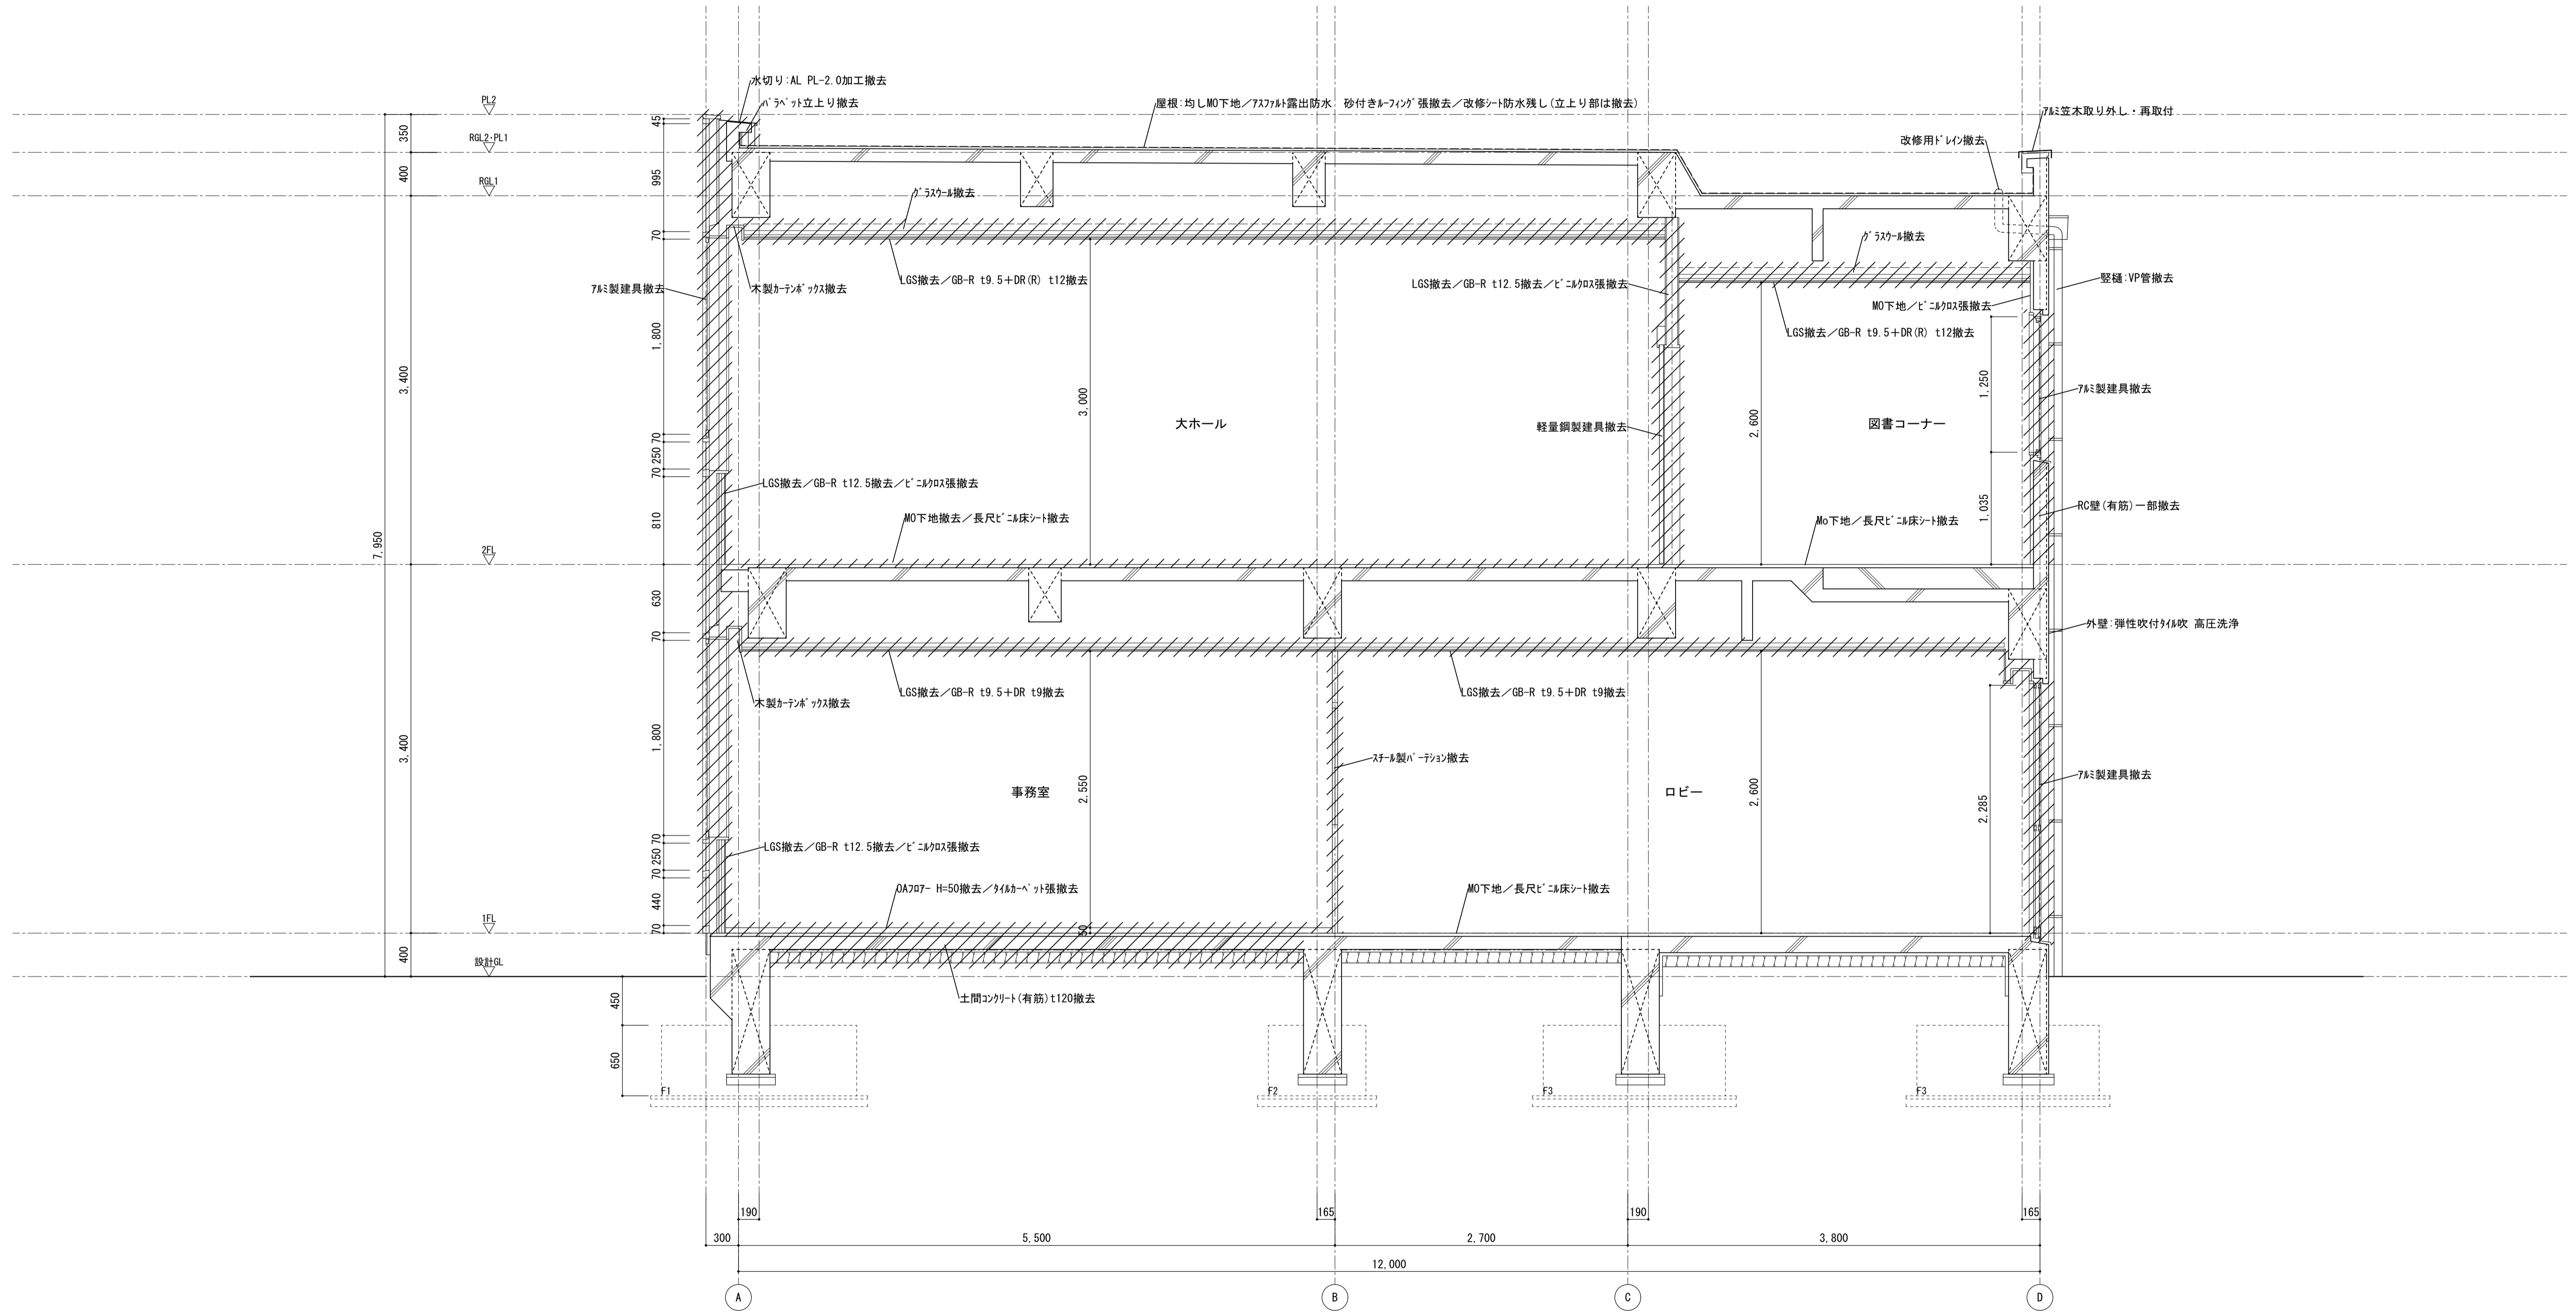 水切り:AL PL-2.0加工撤去
PL2
ﾊﾟﾗﾍﾟｯﾄ立上り撤去
屋根:均しMO下地／ｱｽﾌｧﾙﾄ露出防水　砂付きﾙｰﾌｨﾝｸﾞ張撤去／改修ｼｰﾄ防水残し(立上り部は撤去)
ｱﾙﾐ笠木取り外し・再取付
45
350
RGL2･PL1
改修用ﾄﾞﾚｲﾝ撤去
400
995
RGL1
ｸﾞﾗｽｳｰﾙ撤去
70
ｸﾞﾗｽｳｰﾙ撤去
LGS撤去／GB-R t9.5＋DR(R) t12撤去
LGS撤去／GB-R t12.5撤去／ﾋﾞﾆﾙｸﾛｽ張撤去
竪樋:VP管撤去
ｱﾙﾐ製建具撤去
木製ｶｰﾃﾝﾎﾞｯｸｽ撤去
MO下地／ﾋﾞﾆﾙｸﾛｽ張撤去
1,800
LGS撤去／GB-R t9.5＋DR(R) t12撤去
3,400
3,000
1,250
ｱﾙﾐ製建具撤去
大ホール
2,600
図書コーナー
軽量鋼製建具撤去
70
250
70
LGS撤去／GB-R t12.5撤去／ﾋﾞﾆﾙｸﾛｽ張撤去
1,035
RC壁(有筋)一部撤去
810
MO下地撤去／長尺ﾋﾞﾆﾙ床ｼｰﾄ撤去
Mo下地／長尺ﾋﾞﾆﾙ床ｼｰﾄ撤去
7,950
2FL
630
70
外壁:弾性吹付ﾀｲﾙ吹 高圧洗浄
LGS撤去／GB-R t9.5＋DR t9撤去
LGS撤去／GB-R t9.5＋DR t9撤去
木製ｶｰﾃﾝﾎﾞｯｸｽ撤去
3,400
1,800
ｽﾁｰﾙ製ﾊﾟｰﾃｼｮﾝ撤去
ｱﾙﾐ製建具撤去
事務室
2,550
ロビー
2,600
2,285
70
250
70
LGS撤去／GB-R t12.5撤去／ﾋﾞﾆﾙｸﾛｽ張撤去
OAﾌﾛｱｰ H=50撤去／ﾀｲﾙｶｰﾍﾟｯﾄ張撤去
MO下地／長尺ﾋﾞﾆﾙ床ｼｰﾄ撤去
440
1FL
70
50
400
設計GL
450
土間ｺﾝｸﾘｰﾄ(有筋)t120撤去
650
F1
F2
F3
F3
190
165
190
165
300
5,500
2,700
3,800
12,000
A
B
C
D